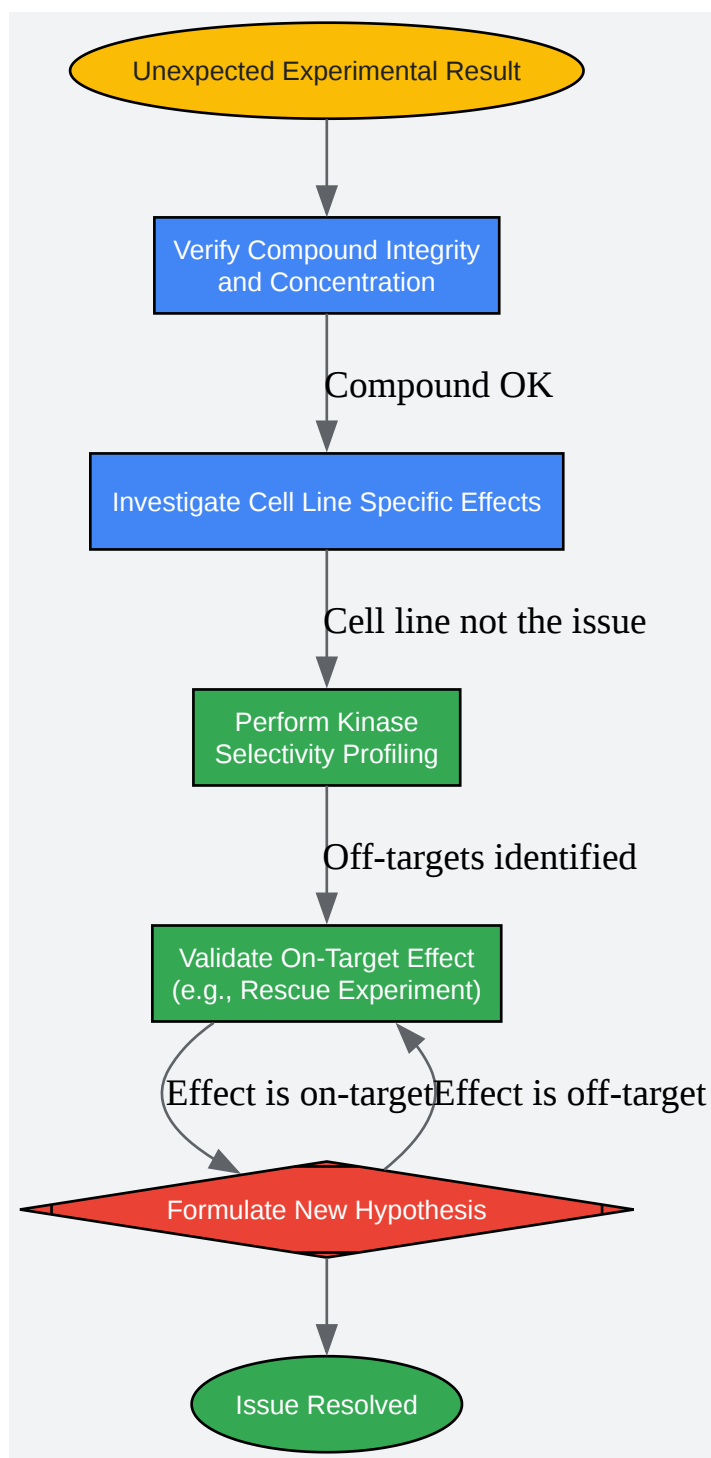 Unexpected Experimental Result
Verify Compound Integrity
and Concentration
Compound OK
Investigate Cell Line Specific Effects
Cell line not the issue
Perform Kinase
Selectivity Profiling
Off-targets identified
Validate On-Target Effect
(e.g., Rescue Experiment)
Effect is on-target
Effect is off-target
Formulate New Hypothesis
Issue Resolved